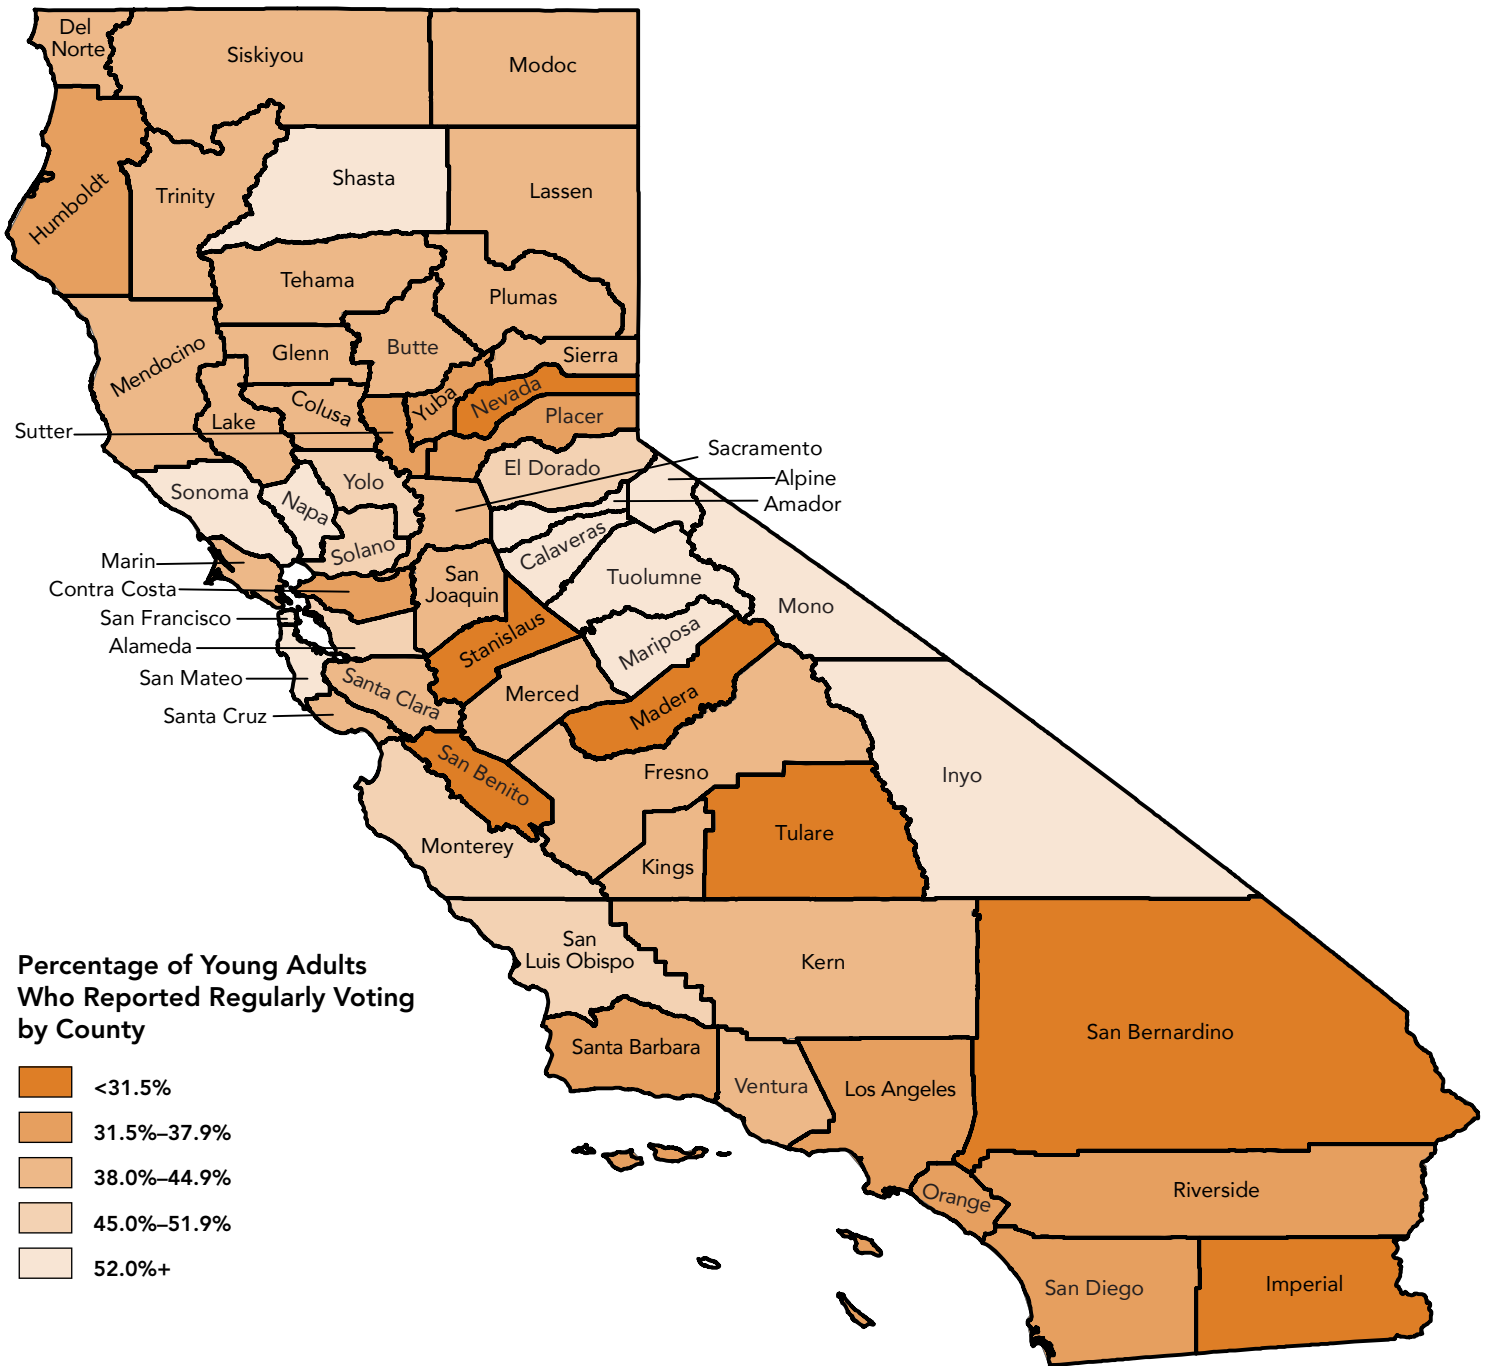 Del
Norte
Siskiyou
Modoc
Humboldt
Trinity
Shasta
Lassen
Tehama
Plumas
Mendocino
Glenn
Butte
Sierra
Lake
Colusa
Yuba
Nevada
Placer
Sutter
Sacramento
Alpine
Amador
El Dorado
Yolo
Sonoma
Napa
Solano
Calaveras
Marin
Contra Costa
San Francisco
Alameda
San Mateo
Santa Cruz
San
Joaquin
Tuolumne
Mono
Stanislaus
Mariposa
Santa Clara
Merced
Madera
San Benito
Fresno
Inyo
Monterey
Kings
Tulare
San
Luis Obispo
Kern
San Bernardino
Santa Barbara
Ventura
Los Angeles
Orange
Riverside
San Diego
Imperial
Percentage of Young Adults
Who Reported Regularly Voting
by County
<31.5%
31.5%–37.9%
38.0%–44.9%
45.0%–51.9%
52.0%+